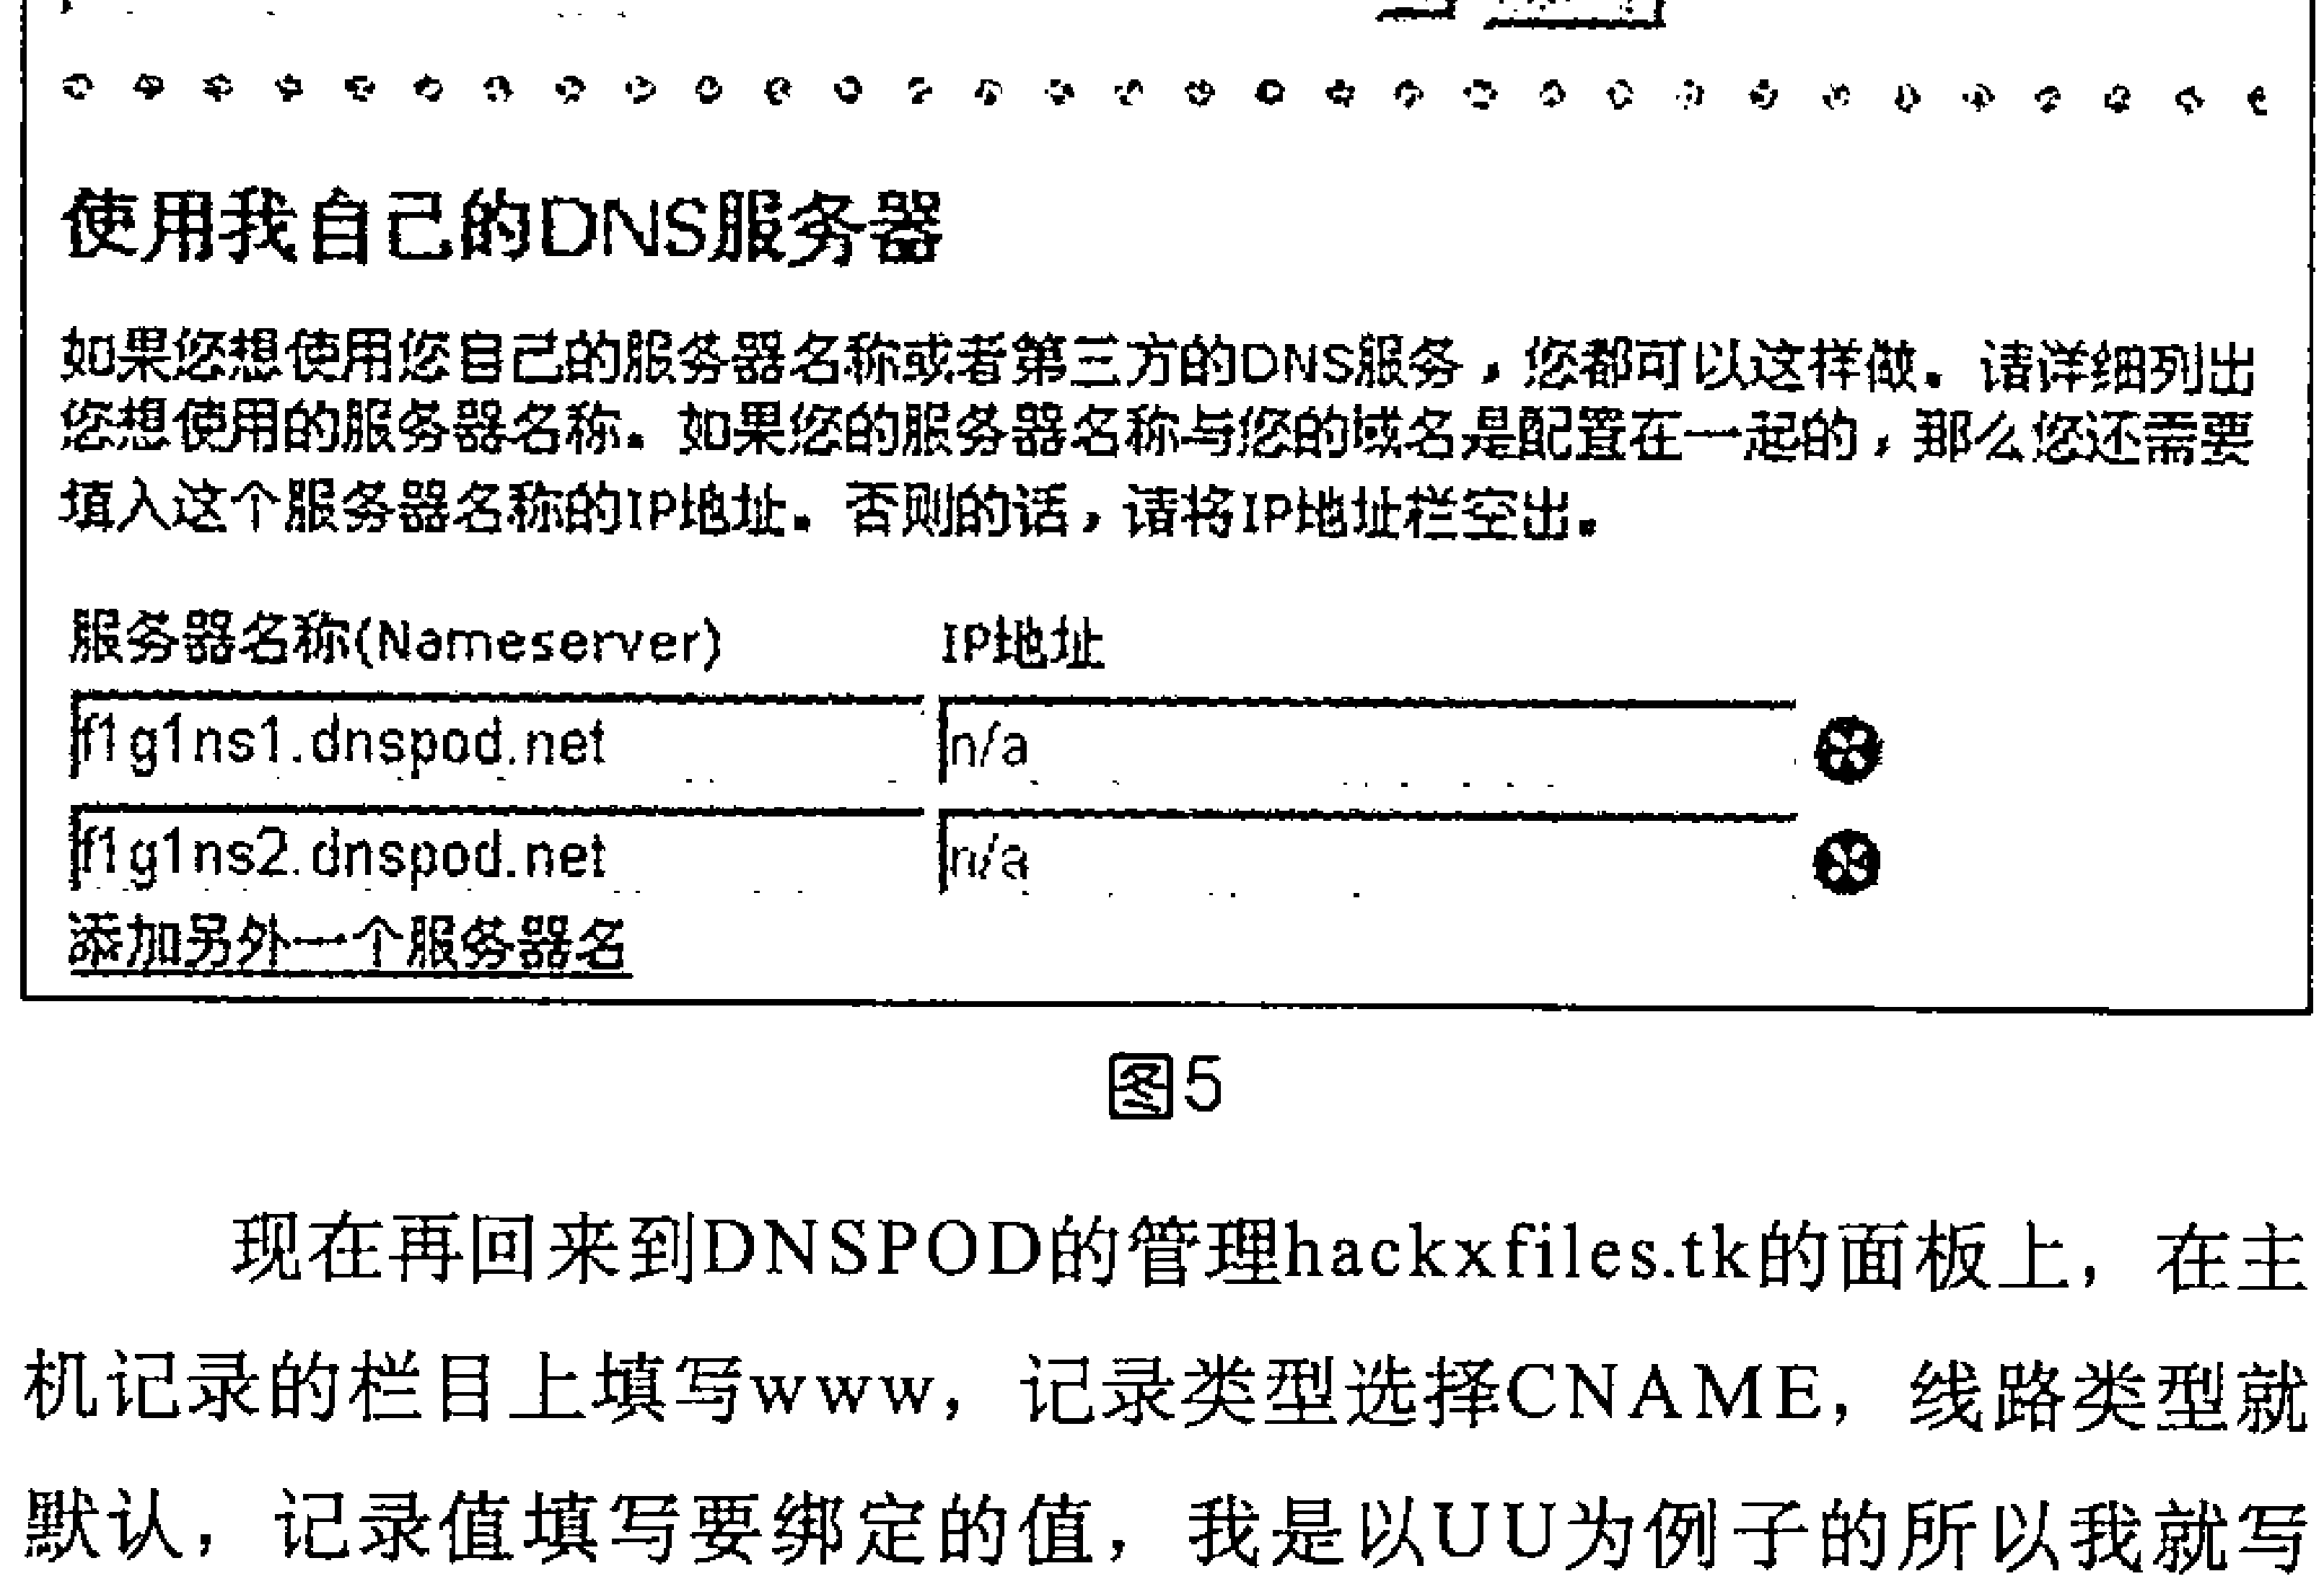 使用我自己的DNS服务器
如果您想使用您自己的服务器名称或者第三方的DNS服务，您都可以这样做。请详细列出
您想使用的服务器名称。如果您的服务器名称与您的域名是配置在一起的，那么您还需要
填入这个服务器名称的IP地址。否则的话，请将IP地址栏空出。
服务器名称(Nameserver) IP地址
f1g1ns1.dnspod.net n/a
f1g1ns2.dnspod.net n/a
添加另外一个服务器名
图5
现在再回来到DNSPOD的管理hackxfiles.tk的面板上，在主
机记录的栏目上填写www，记录类型选择CNAME，线路类型就
默认，记录值填写要绑定的值，我是以UU为例子的所以我就写